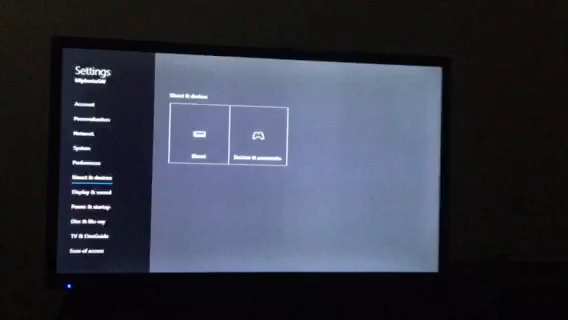 Settings
Account
Personalization
Network
System
Preferences
Kinect & devices
Display & sound
Power & startup
Disc & Blu-ray
TV & OneGuide
Ease of access
Kinect & devices
Kinect
Devices & accessories